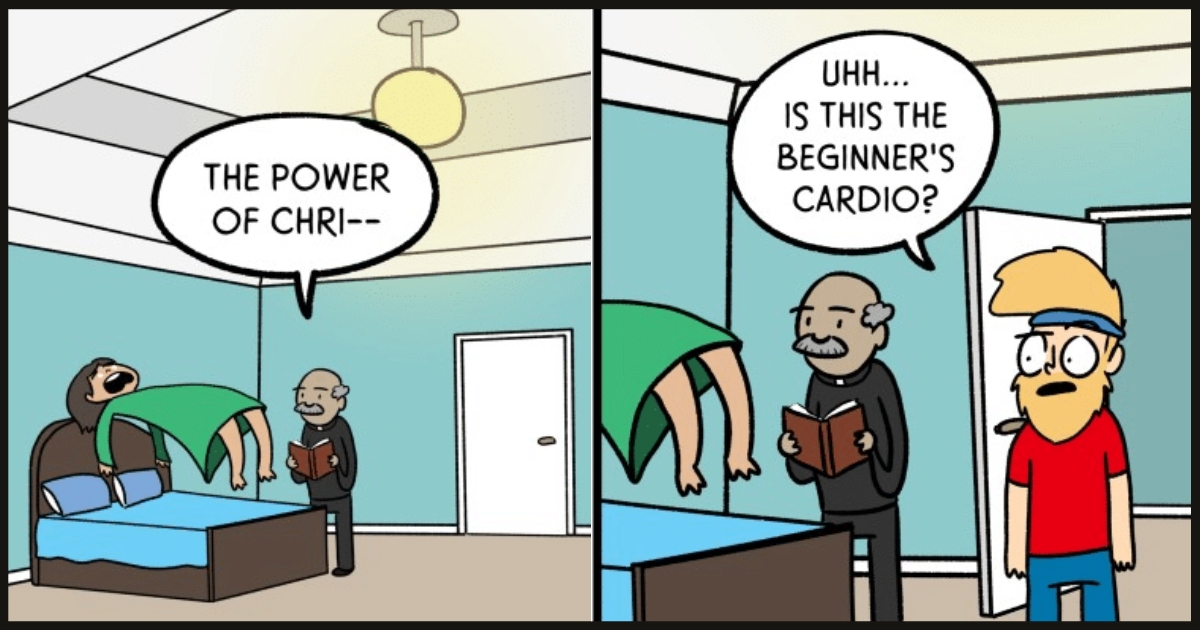 THE POWER
OF CHRI--
UHH...
IS THIS THE
BEGINNER'S
CARDIO?